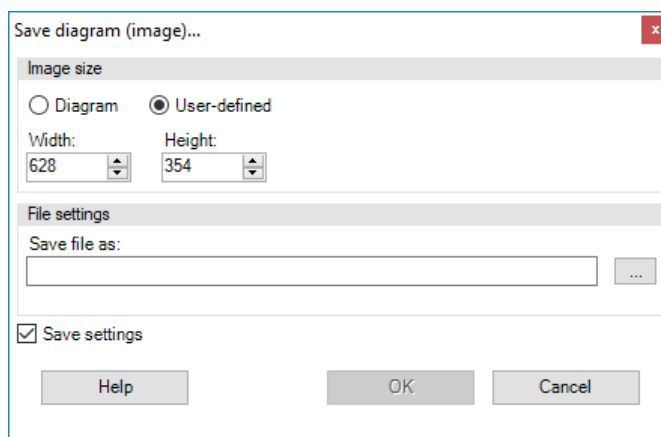 Save diagram (image)...
x
Image size
Diagram User-defined
Width: Height:
628 354
File settings
Save file as:
...
Save settings
Help OK Cancel